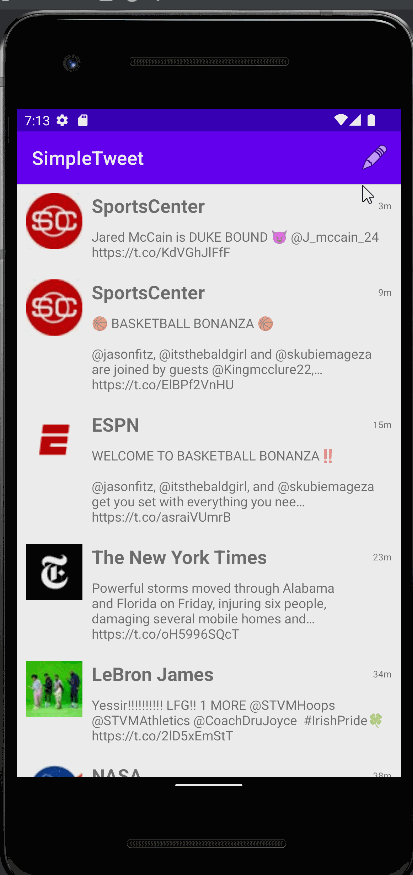 7:13
SimpleTweet
SportsCenter
3m
Jared McCain is DUKE BOUND 😈 @J_mccain_24
https://t.co/KdVGhJlFfF
SportsCenter
9m
🏀 BASKETBALL BONANZA 🏀
@jasonfitz, @itsthebaldgirl and @skubiemageza
are joined by guests @Kingmcclure22,...
https://t.co/ElBPf2VnHU
ESPN
15m
WELCOME TO BASKETBALL BONANZA‼️
@jasonfitz, @itsthebaldgirl, and @skubiemageza
get you set with everything you nee...
https://t.co/asraiVUmrB
The New York Times
23m
Powerful storms moved through Alabama
and Florida on Friday, injuring six people,
damaging several mobile homes and...
https://t.co/oH5996SQcT
LeBron James
34m
Yessir!!!!!!!!!! LFG!! 1 MORE @STVMHoops
@STVMAthletics @CoachDruJoyce #IrishPride🍀
https://t.co/2lD5xEmStT
NASA
38m